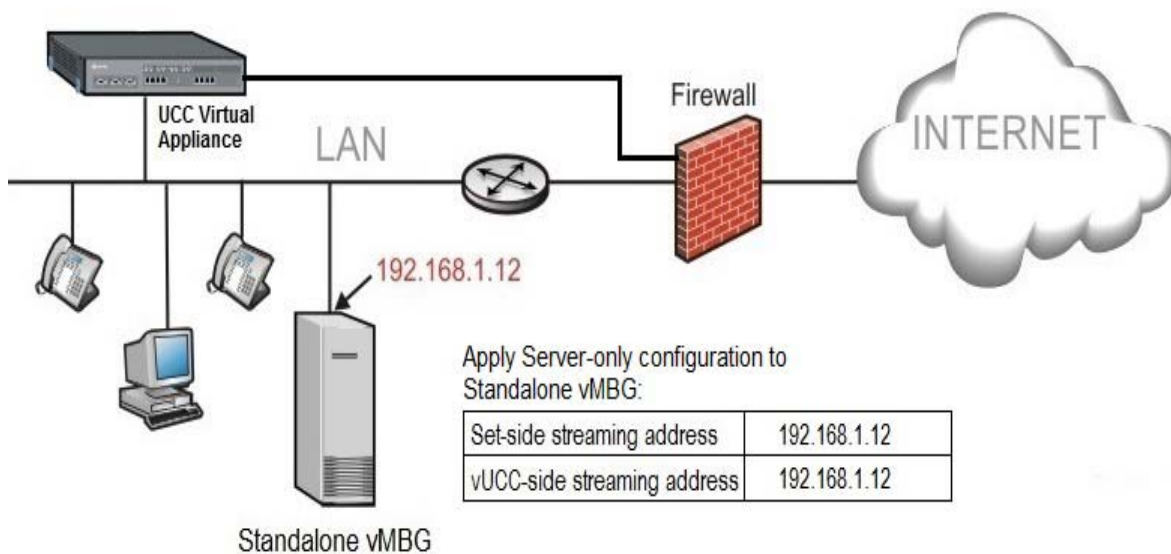 UCC Virtual
Appliance
LAN
Firewall
INTERNET
192.168.1.12
Apply Server-only configuration to
Standalone vMBG:
Set-side streaming address 192.168.1.12
vUCC-side streaming address 192.168.1.12
Standalone vMBG